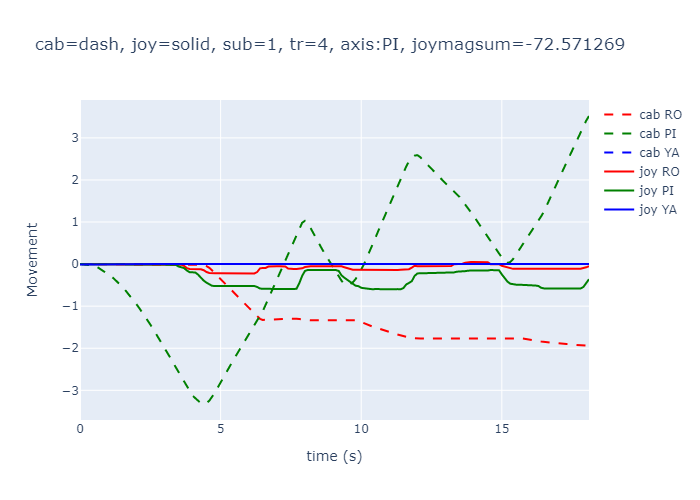 cab=dash, joy=solid, sub=1, tr=4, axis:PI, joymagsum=-72.571269
cab RO
cab PI
cab YA
joy RO
joy PI
joy YA
Movement
3
2
1
0
−1
−2
−3
0 5 10 15
time (s)